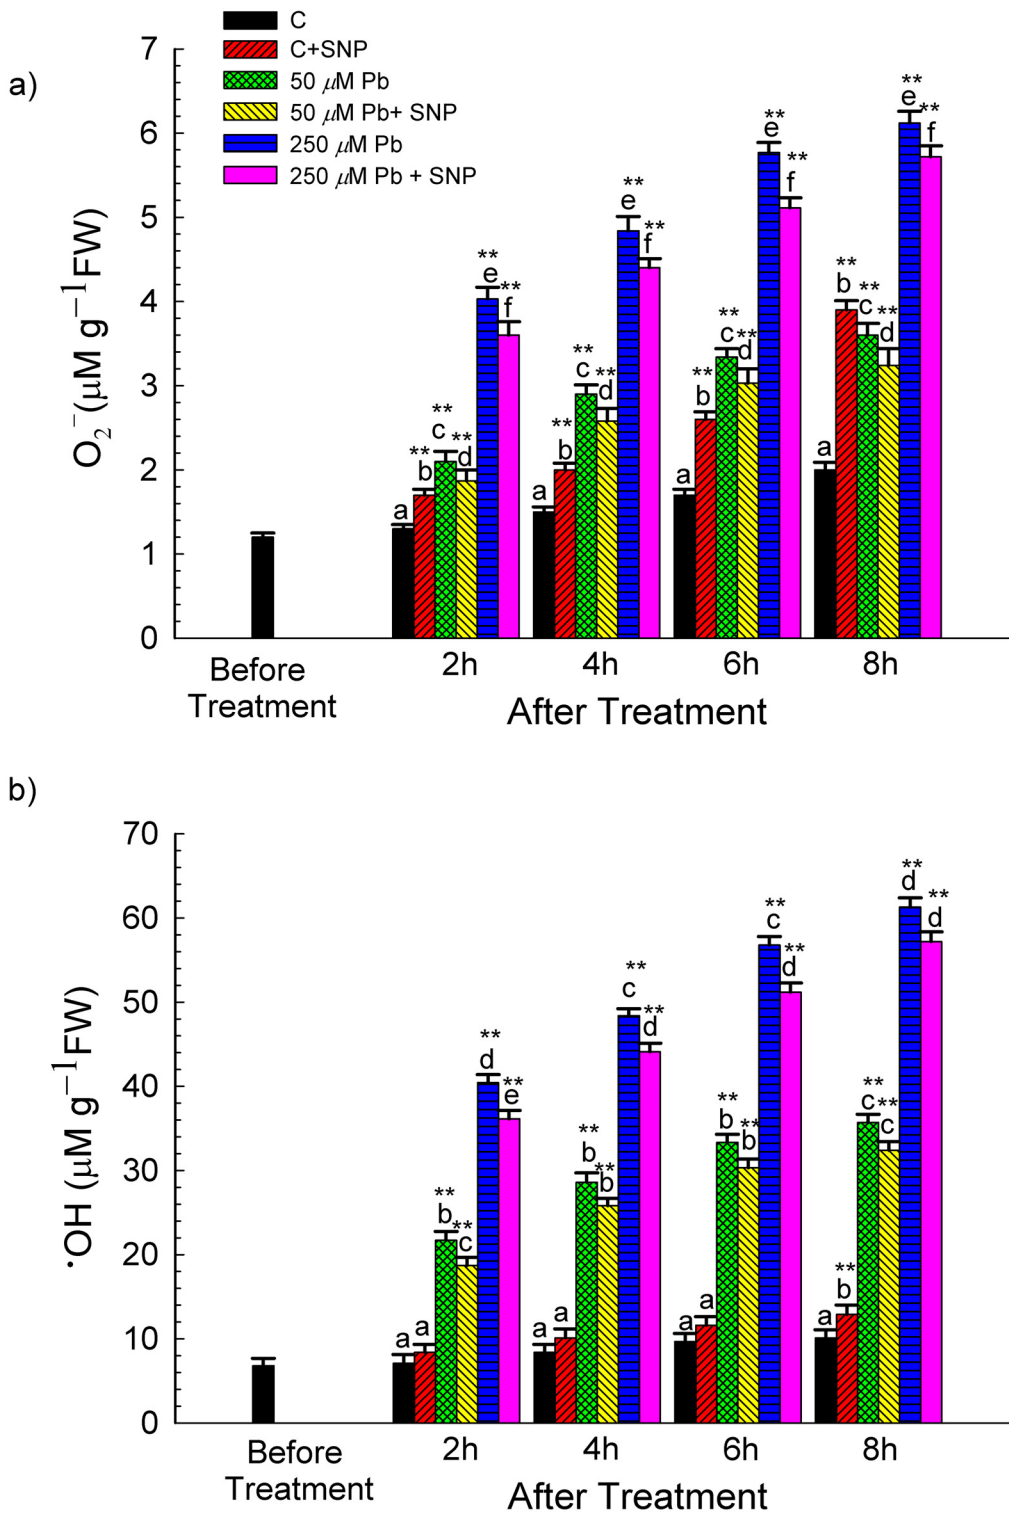 C
C+SNP
50 μM Pb
50 μM Pb+ SNP
250 μM Pb
250 μM Pb + SNP
a)
7
6
5
4
3
2
1
0
O₂⁻(μM g⁻¹FW)
a
**
b
**
c
**
d
**
e
**
f
a
**
b
**
c
**
d
**
e
**
f
a
**
b
**
c
**
d
**
e
**
f
a
**
b
**
c
**
d
**
e
**
f
Before
Treatment
2h
4h
6h
8h
After Treatment
b)
70
60
50
40
30
20
10
0
·OH (μM g⁻¹FW)
a
a
**
b
**
c
**
d
**
e
a
a
**
b
**
b
**
c
**
d
a
a
**
b
**
b
**
c
**
d
a
**
b
**
c
**
c
**
d
**
d
Before
Treatment
2h
4h
6h
8h
After Treatment